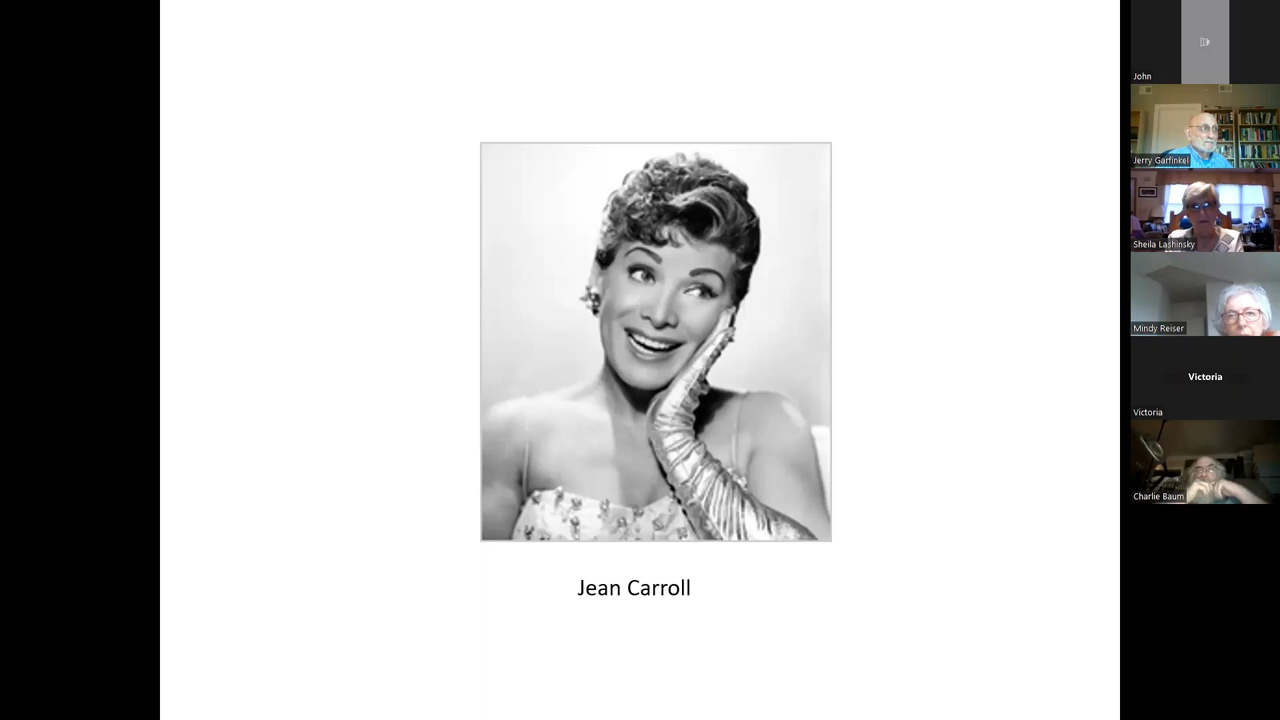 Jean Carroll
John
Jerry Garfinkel
Sheila Lashinsky
Mindy Reiser
Victoria
Victoria
Charlie Baum